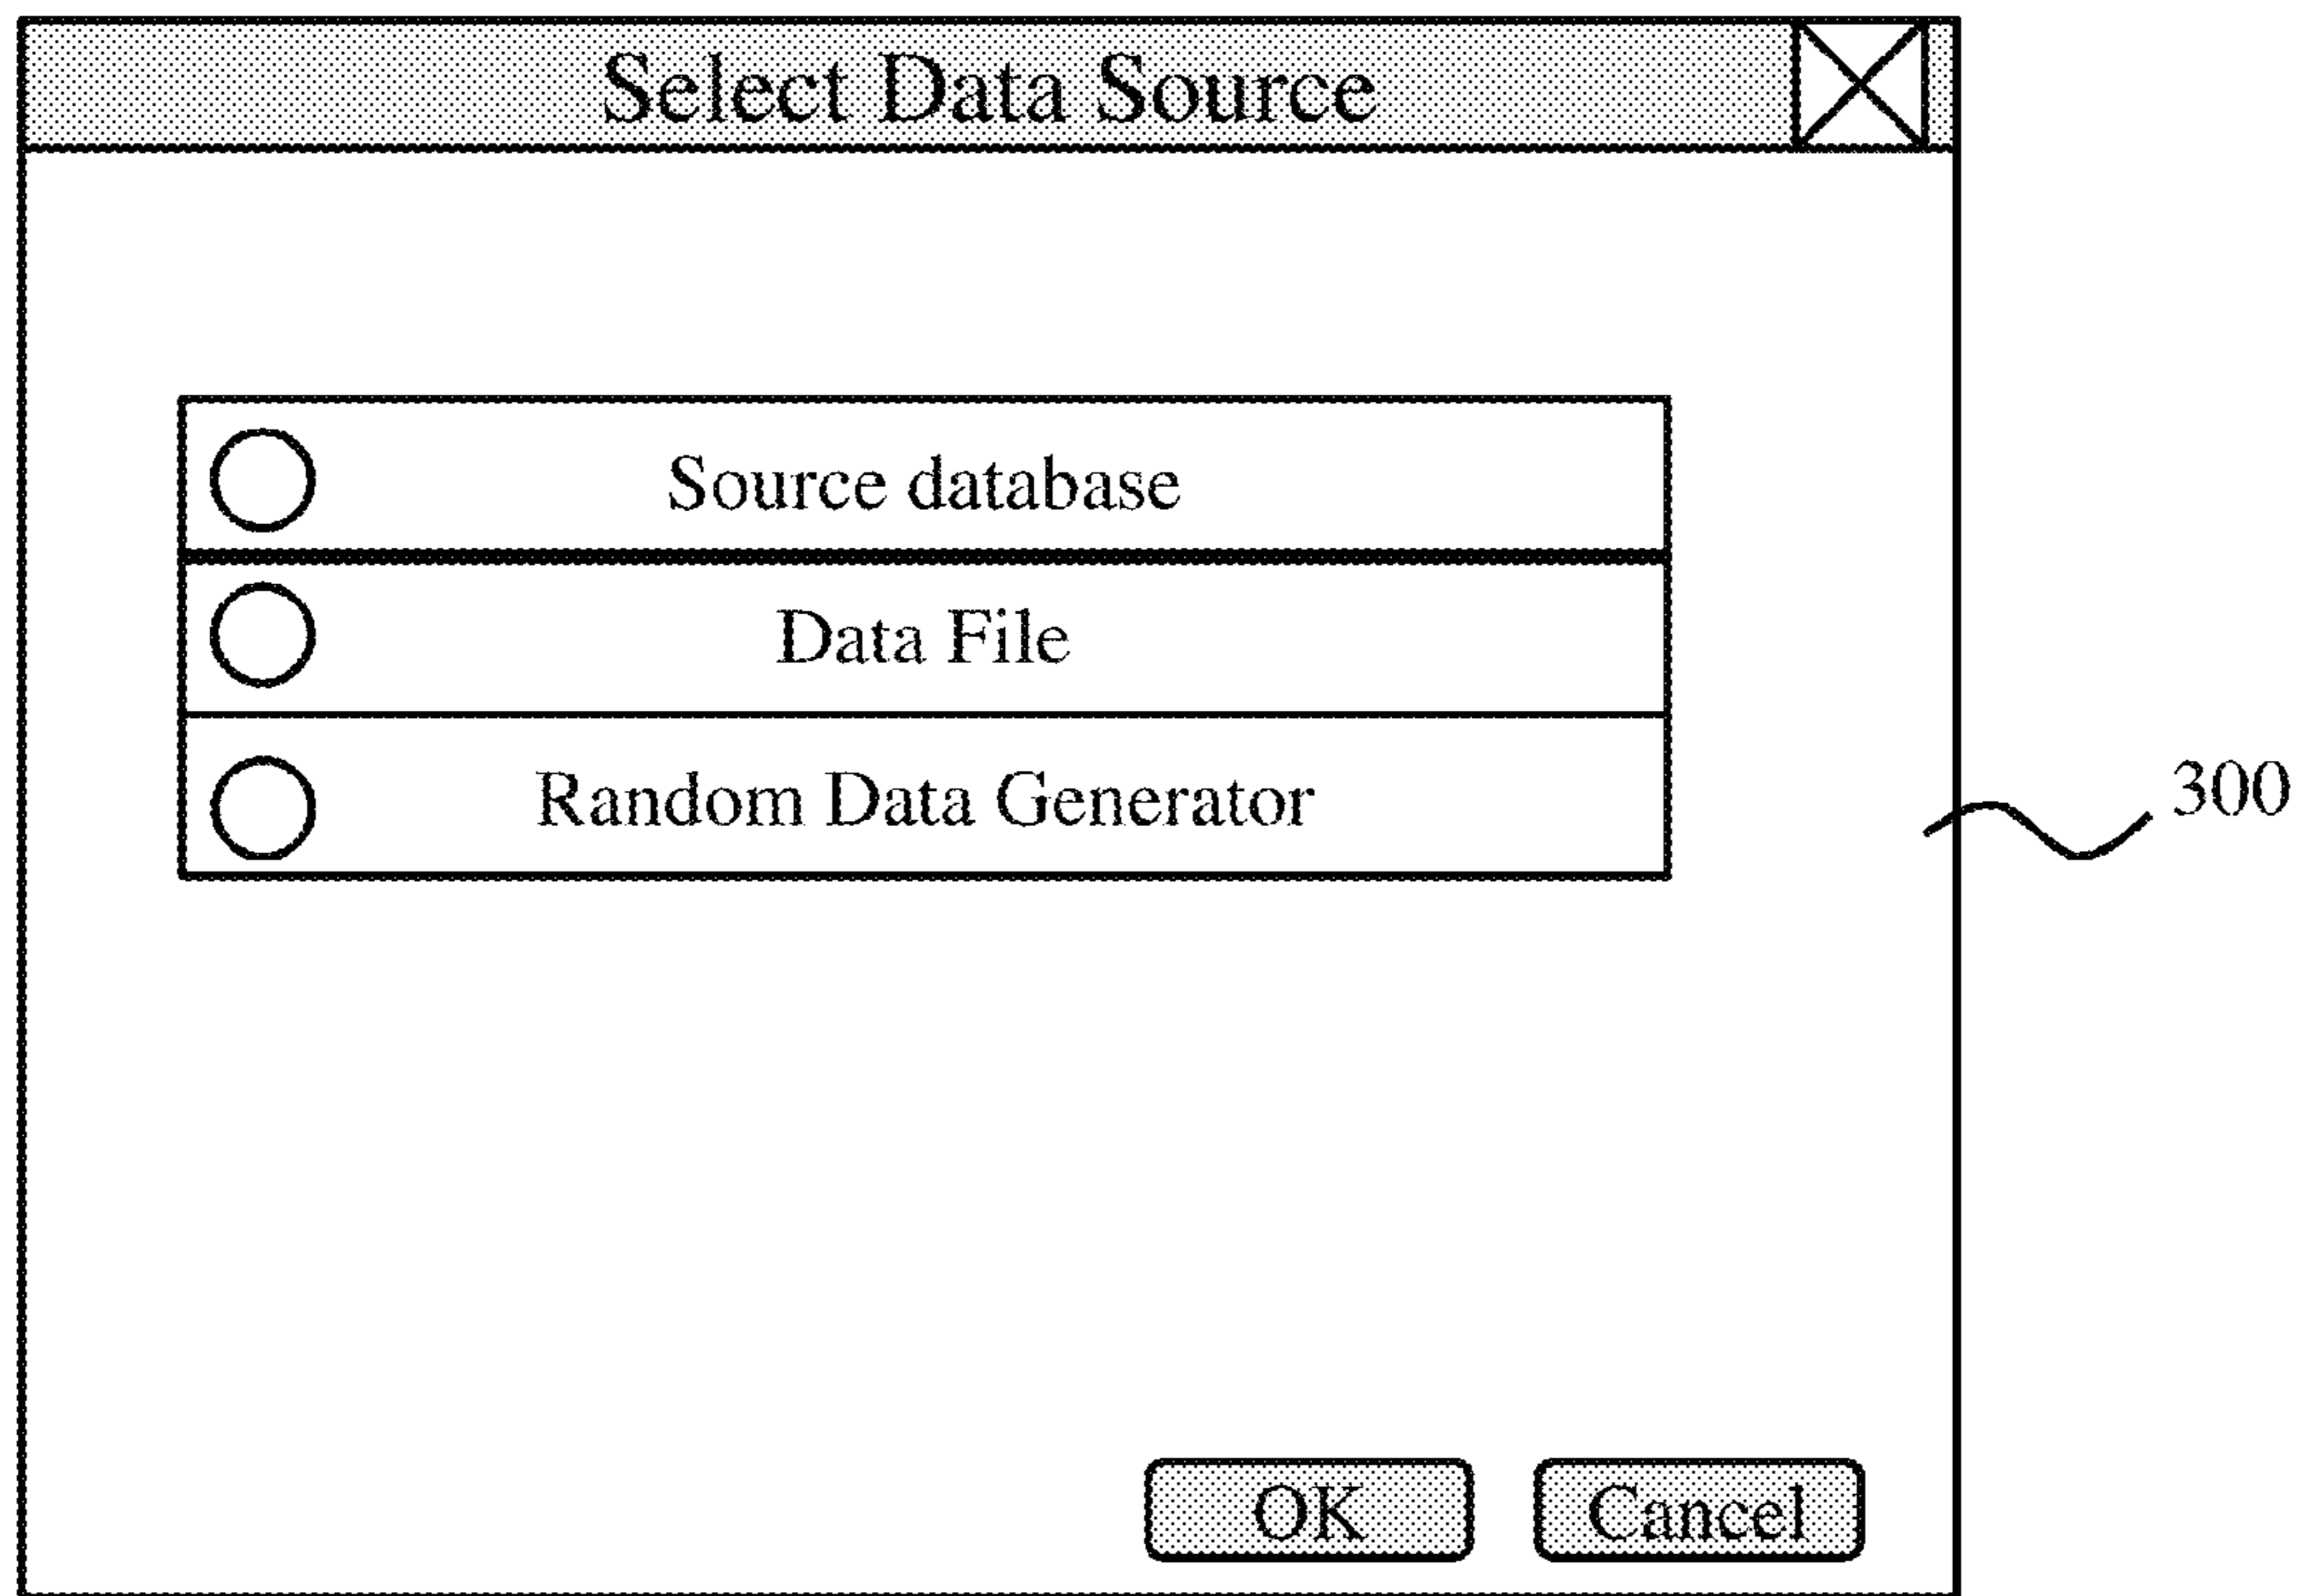 Select Data Source
Source database
Data File
Random Data Generator
300
OK
Cancel